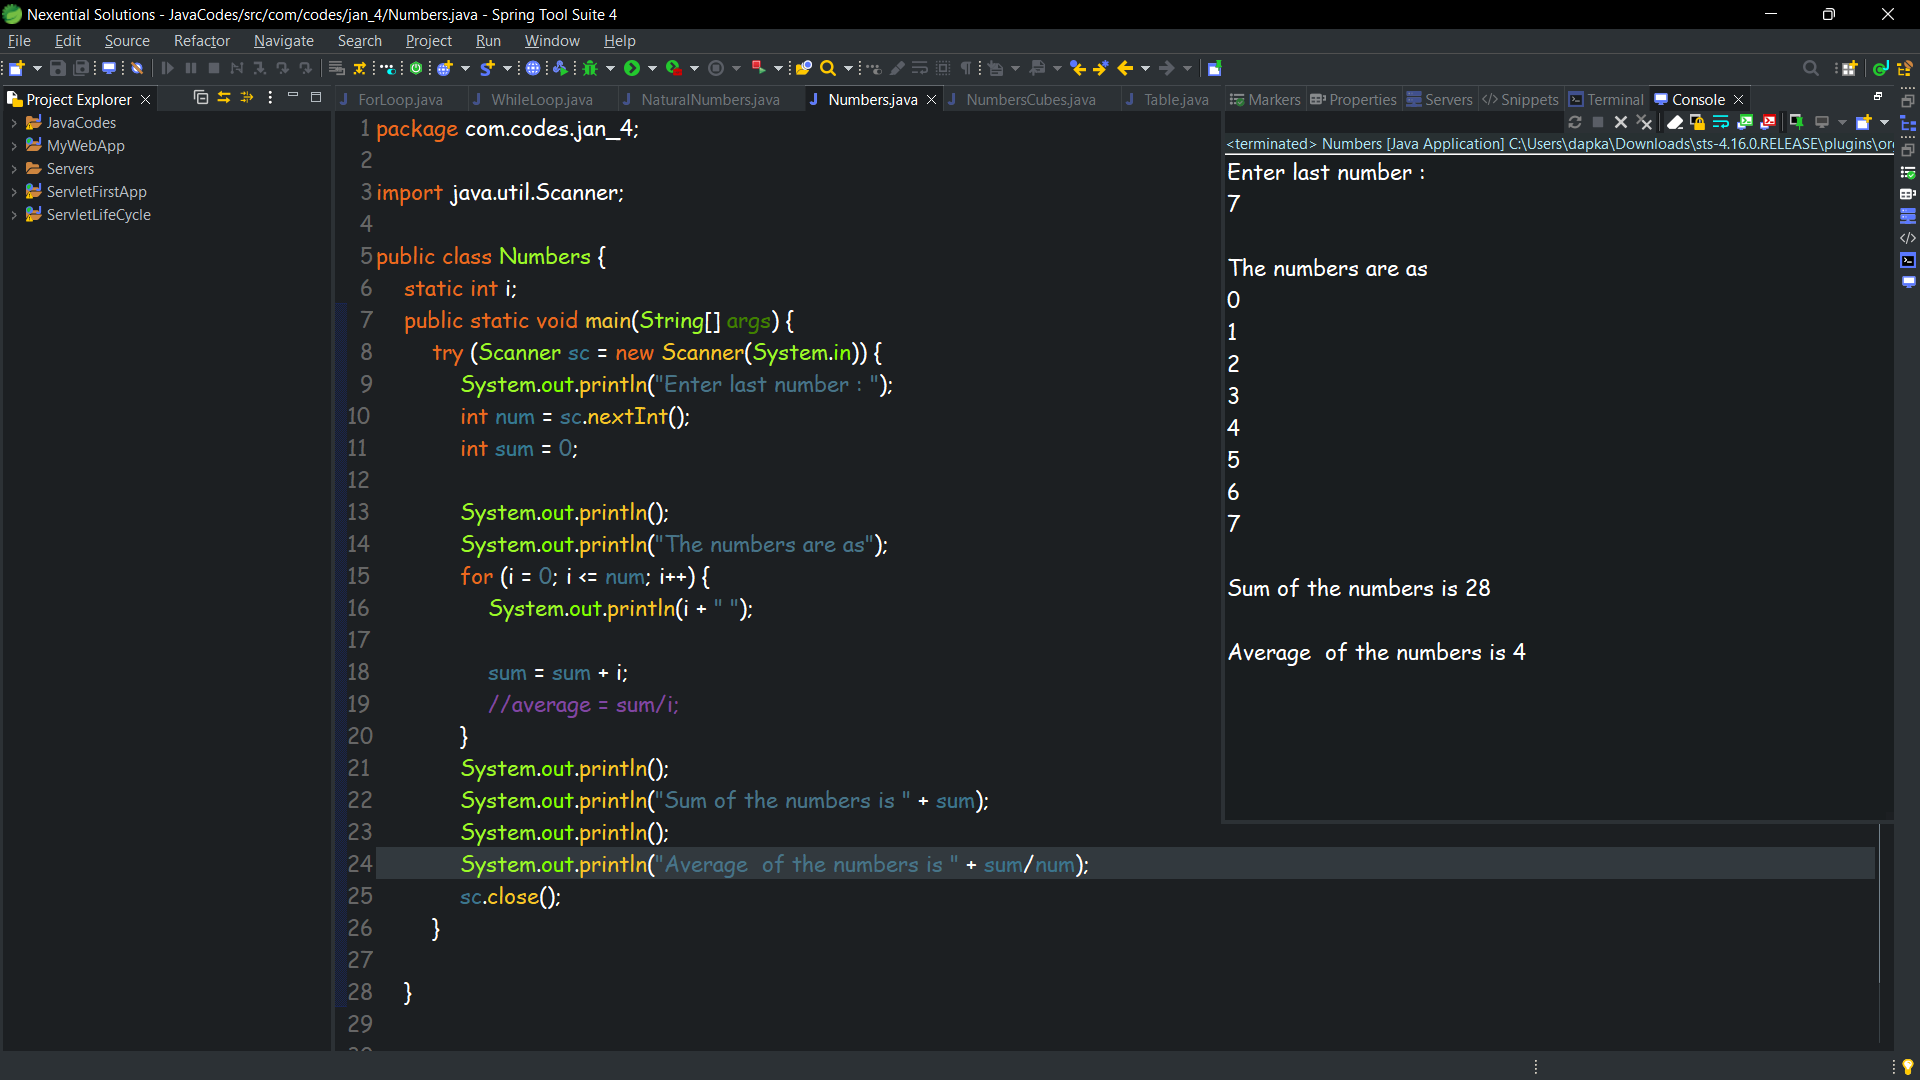 Nexential Solutions - JavaCodes/src/com/codes/jan_4/Numbers.java - Spring Tool Suite 4
File Edit Source Refactor Navigate Search Project Run Window Help
Project Explorer
JavaCodes
MyWebApp
Servers
ServletFirstApp
ServletLifeCycle
ForLoop.java WhileLoop.java NaturalNumbers.java Numbers.java NumbersCubes.java Table.java
1 package com.codes.jan_4;
2
3 import java.util.Scanner;
4
5 public class Numbers {
6 static int i;
7 public static void main(String[] args) {
8 try (Scanner sc = new Scanner(System.in)) {
9 System.out.println("Enter last number : ");
10 int num = sc.nextInt();
11 int sum = 0;
12
13 System.out.println();
14 System.out.println("The numbers are as");
15 for (i = 0; i <= num; i++) {
16 System.out.println(i + " ");
17
18 sum = sum + i;
19 //average = sum/i;
20 }
21 System.out.println();
22 System.out.println("Sum of the numbers is " + sum);
23 System.out.println();
24 System.out.println("Average  of the numbers is " + sum/num);
25 sc.close();
26 }
27
28 }
29
Markers Properties Servers Snippets Terminal Console
<terminated> Numbers [Java Application] C:\Users\dapka\Downloads\sts-4.16.0.RELEASE\plugins\or
Enter last number :
7
The numbers are as
0
1
2
3
4
5
6
7
Sum of the numbers is 28
Average  of the numbers is 4